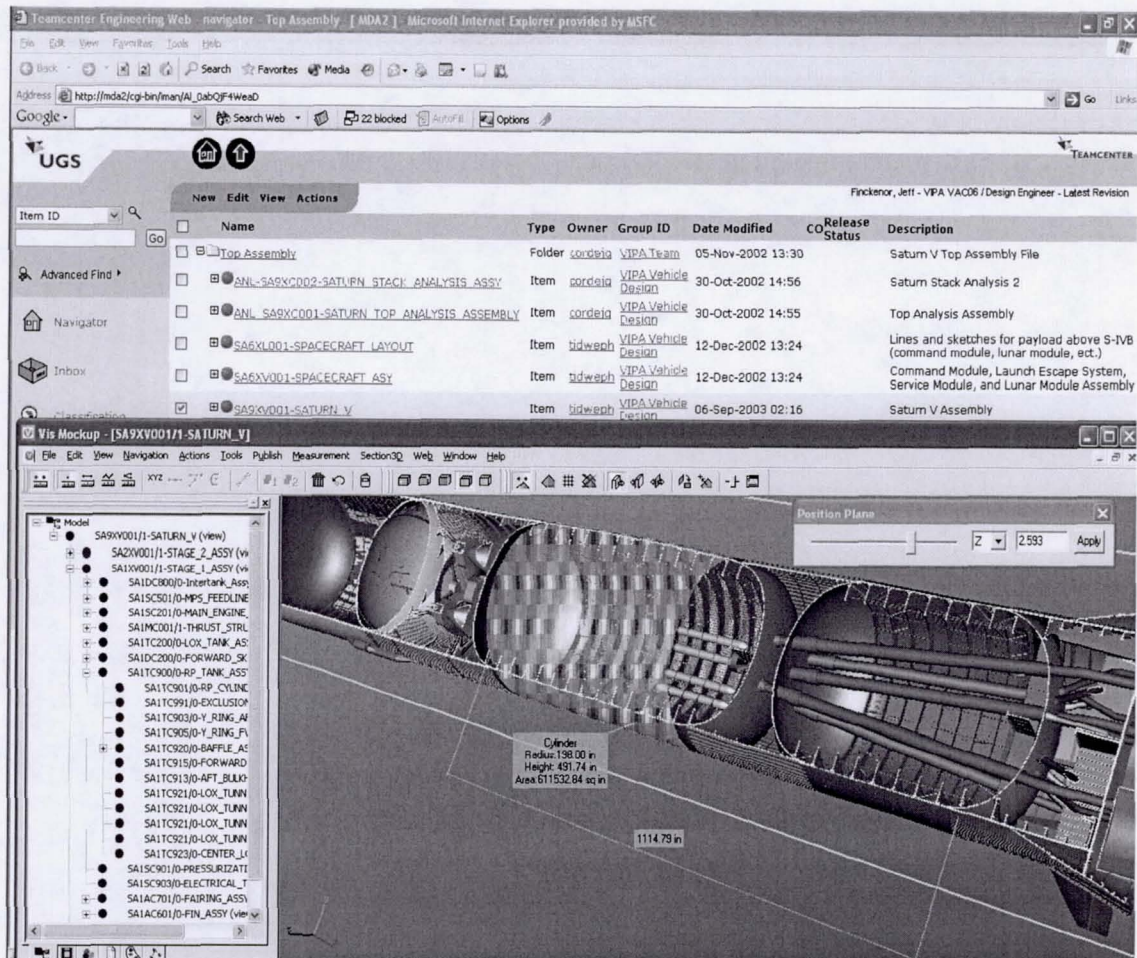 Teamcenter Engineering Web - navigator - Top Assembly - [ MDA2 ] - Microsoft Internet Explorer provided by MSFC
File Edit View Favorites Tools Help
Back Search Favorites Media
Address http://mda2/cgi-bin/iman/
Go Links
Google Search Web 22 blocked AutoFill Options
UGS
TEAMCENTER
New Edit View Actions
Finckenor, Jeff - VIPA VAC06 / Design Engineer - Latest Revision
Item ID
Go
Advanced Find
Navigator
Inbox
Classification
Name Type Owner Group ID Date Modified CO Release Status Description
Top Assembly Folder cordeja VIPA Team 05-Nov-2002 13:30 Saturn V Top Assembly File
ANL-SA9XC002-SATURN STACK ANALYSIS ASSY Item cordeja VIPA Vehicle Design 30-Oct-2002 14:56 Saturn Stack Analysis 2
ANL SA9XC001-SATURN TOP ANALYSIS ASSEMBLY Item cordeja VIPA Vehicle Design 30-Oct-2002 14:55 Top Analysis Assembly
SA6XL001-SPACECRAFT LAYOUT Item tidweph VIPA Vehicle Design 12-Dec-2002 13:24 Lines and sketches for payload above S-IVB
(command module, lunar module, ect.)
SA6XV001-SPACECRAFT ASY Item tidweph VIPA Vehicle Design 12-Dec-2002 13:24 Command Module, Launch Escape System,
Service Module, and Lunar Module Assembly
SA9XV001-SATURN V Item tidweph VIPA Vehicle Design 06-Sep-2003 02:16 Saturn V Assembly
Vis Mockup - [SA9XV001/1-SATURN_V]
File Edit View Navigation Actions Tools Publish Measurement Section3D Web Window Help
XYZ
Model
SA9XV001/1-SATURN_V (view)
SA2XV001/1-STAGE_2_ASSY (vi
SA1XV001/1-STAGE_1_ASSY (vi
SA1DC800/0-Intertank_Assy
SA1SC501/0-MPS_FEEDLINE
SA1SC201/0-MAIN_ENGINE_
SA1MC001/1-THRUST_STRU
SA1TC200/0-LOX_TANK_AS
SA1DC200/0-FORWARD_SK
SA1TC900/0-RP_TANK_ASS
SA1TC901/0-RP_CYLIND
SA1TC991/0-EXCLUSION
SA1TC903/0-Y_RING_AF
SA1TC905/0-Y_RING_FW
SA1TC920/0-BAFFLE_AS
SA1TC915/0-FORWARD
SA1TC913/0-AFT_BULKH
SA1TC921/0-LOX_TUNN
SA1TC921/0-LOX_TUNN
SA1TC921/0-LOX_TUNN
SA1TC921/0-LOX_TUNN
SA1TC923/0-CENTER_LO
SA1SC901/0-PRESSURIZATI
SA1SC903/0-ELECTRICAL_T
SA1AC701/0-FAIRING_ASSY
SA1AC601/0-FIN_ASSY (view
Position Plane
Z 2.593 Apply
Cylinder
Radius:198.00 in
Height: 491.74 in
Area:611532.84 sq in
1114.79 in